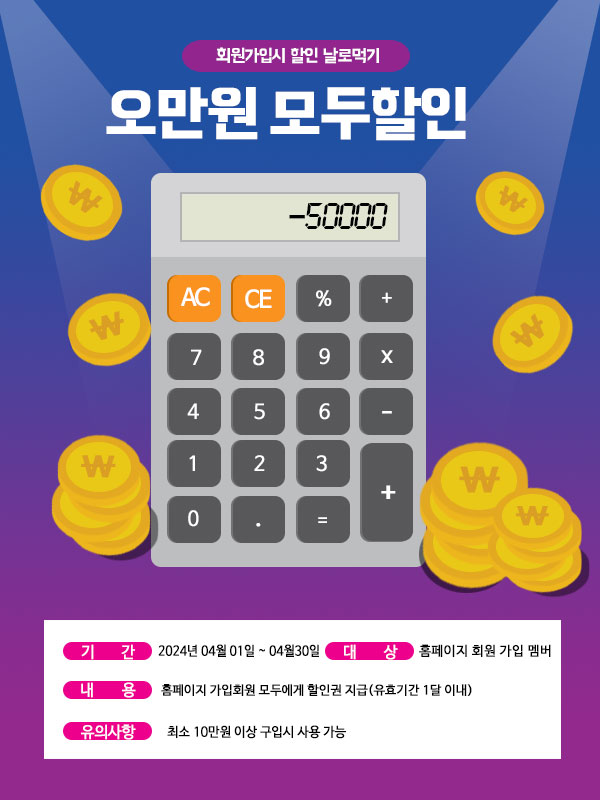 회원가입시 할인 날로먹기
오만원 모두할인
-50000
AC CE % +
7 8 9 x
4 5 6 -
1 2 3 +
0 . =
₩
₩
₩
₩
₩
₩
₩
기 간 2024년 04월 01일 ~ 04월30일 대 상 홈페이지 회원 가입 멤버
내 용 홈페이지 가입회원 모두에게 할인권 지급(유효기간 1달 이내)
유의사항 최소 10만원 이상 구입시 사용 가능